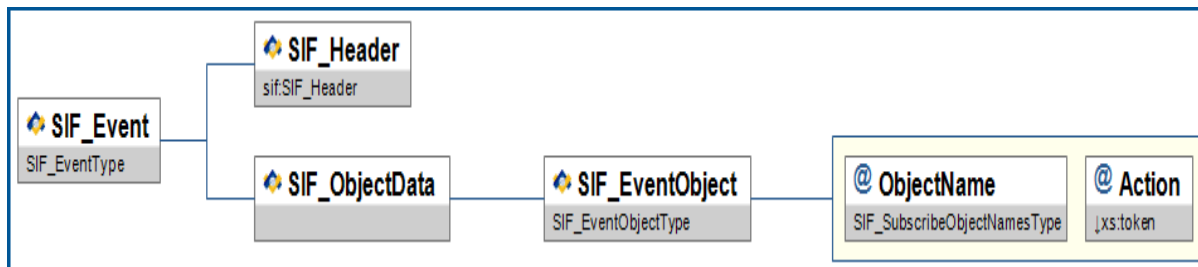 SIF_Header
sif:SIF_Header
SIF_Event
SIF_EventType
SIF_ObjectData
SIF_EventObject
SIF_EventObjectType
@ ObjectName
SIF_SubscribeObjectNamesType
@ Action
↓xs:token